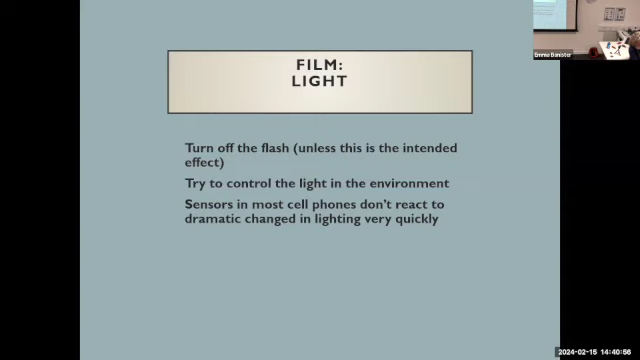 FILM:
LIGHT
Turn off the flash (unless this is the intended
effect)
Try to control the light in the environment
Sensors in most cell phones don't react to
dramatic changed in lighting very quickly
Emma Banister
2024-02-15 14:40:56